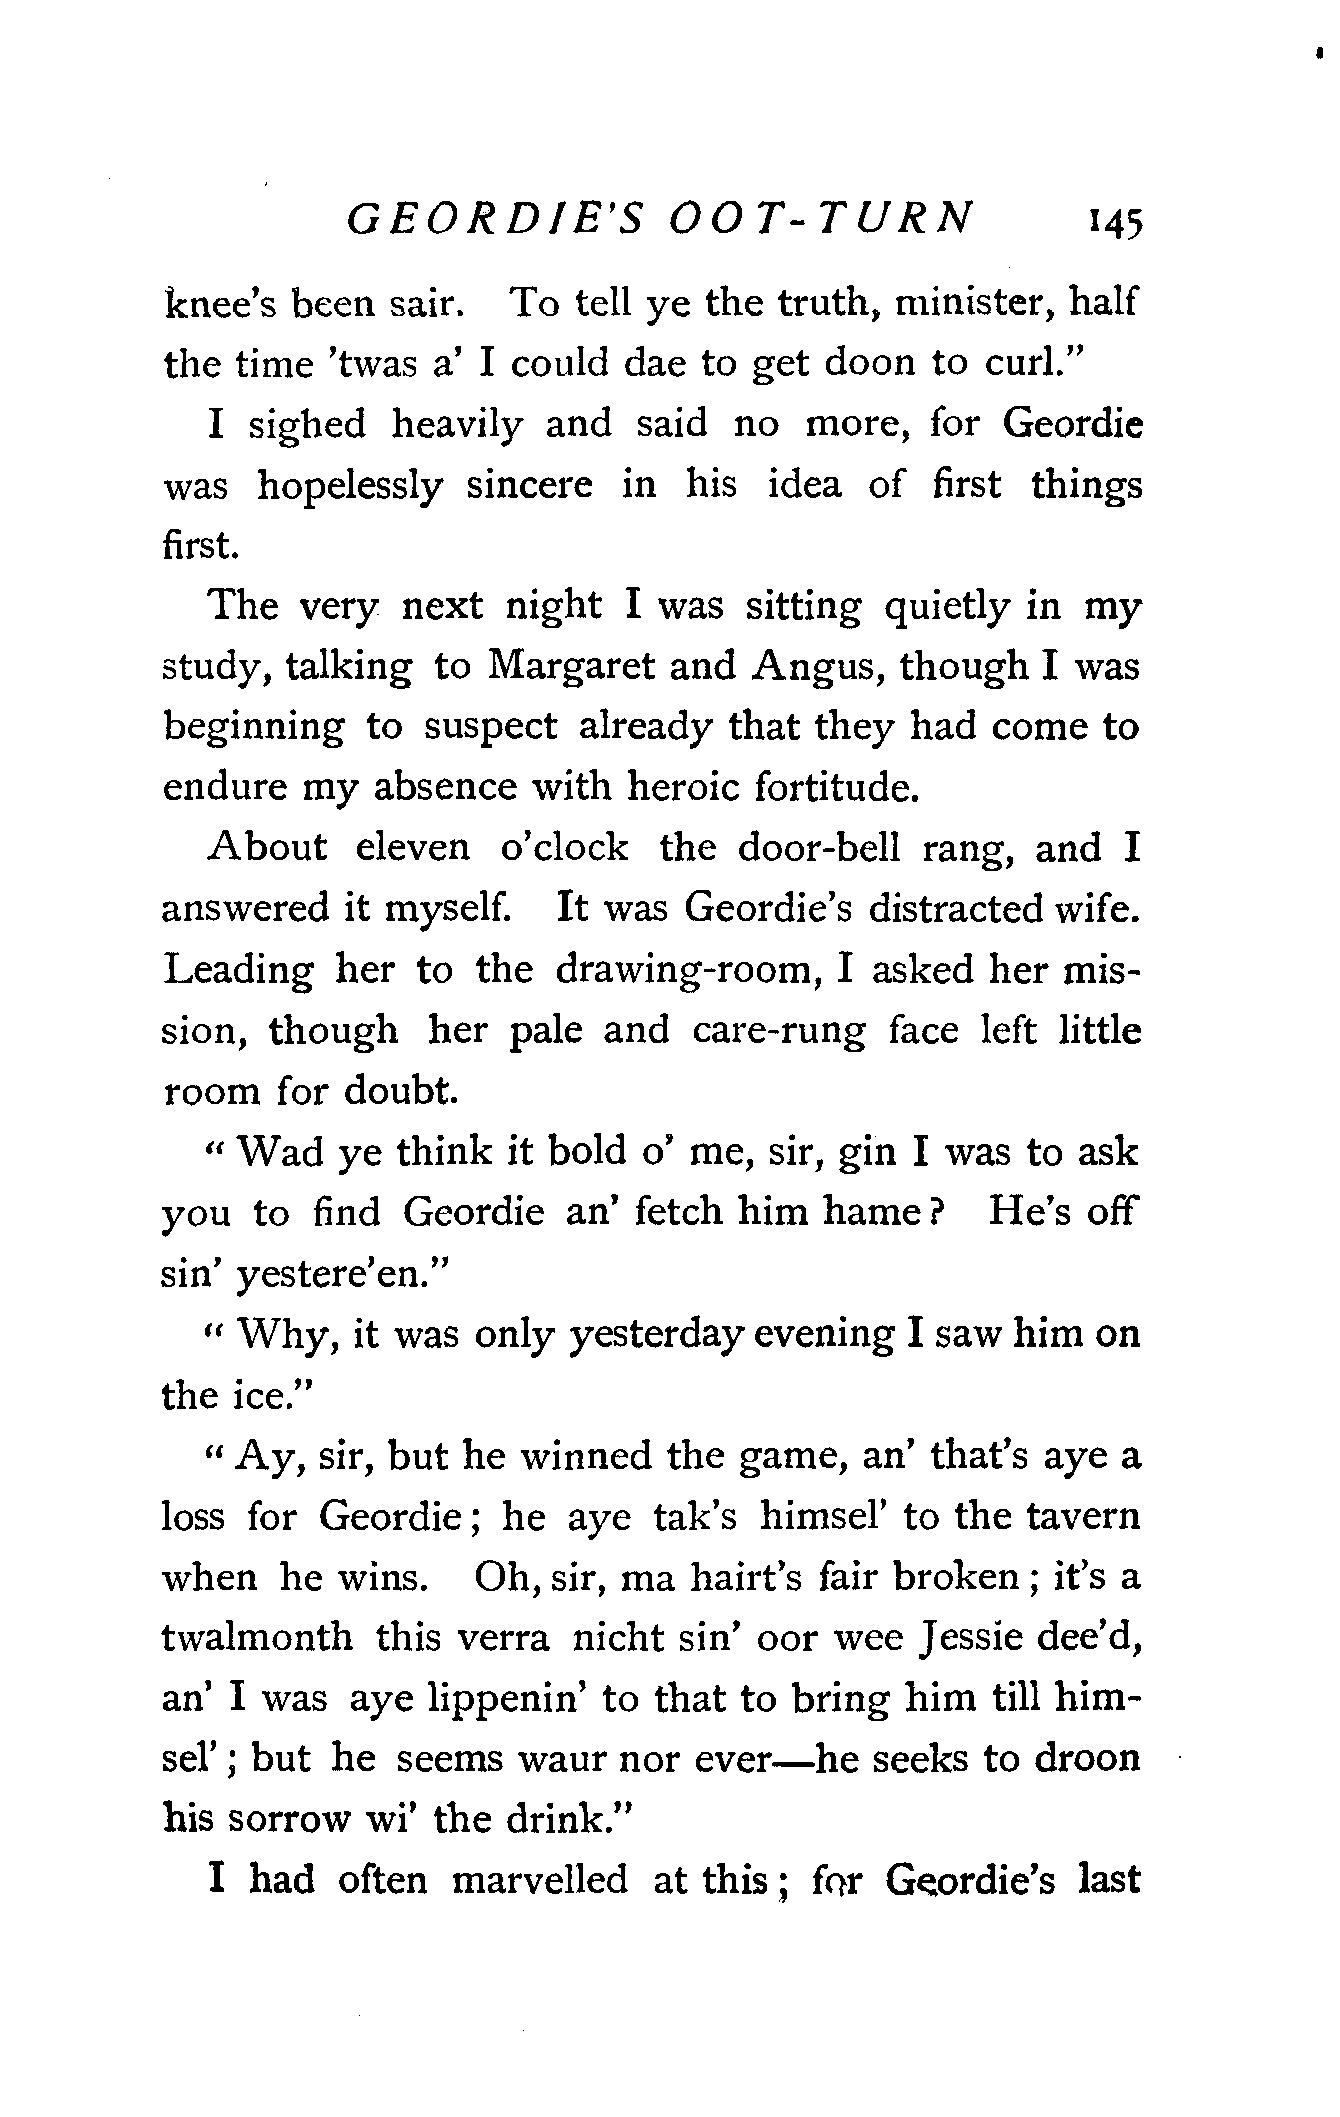 GEORDIE'S OOT-TURN 145
knee's been sair. To tell ye the truth, minister, half
the time 'twas a' I could dae to get doon to curl."
I sighed heavily and said no more, for Geordie
was hopelessly sincere in his idea of first things
first.
The very next night I was sitting quietly in my
study, talking to Margaret and Angus, though I was
beginning to suspect already that they had come to
endure my absence with heroic fortitude.
About eleven o'clock the door-bell rang, and I
answered it myself. It was Geordie's distracted wife.
Leading her to the drawing-room, I asked her mis-
sion, though her pale and care-rung face left little
room for doubt.
"Wad ye think it bold o' me, sir, gin I was to ask
you to find Geordie an' fetch him hame? He's off
sin' yestere'en."
"Why, it was only yesterday evening I saw him on
the ice."
"Ay, sir, but he winned the game, an' that's aye a
loss for Geordie; he aye tak's himsel' to the tavern
when he wins. Oh, sir, ma hairt's fair broken; it's a
twalmonth this verra nicht sin' oor wee Jessie dee'd,
an' I was aye lippenin' to that to bring him till him-
sel'; but he seems waur nor ever—he seeks to droon
his sorrow wi' the drink."
I had often marvelled at this; for Geordie's last